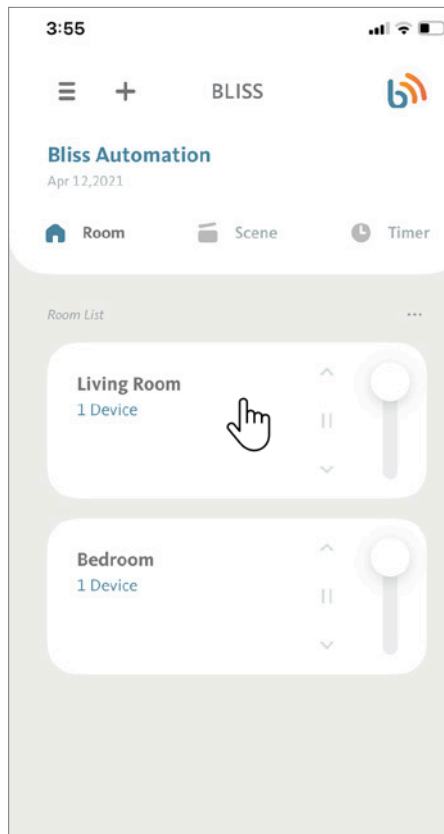 3:55
BLISS
b
Bliss Automation
Apr 12,2021
Room Scene Timer
Room List
Living Room
1 Device
Bedroom
1 Device